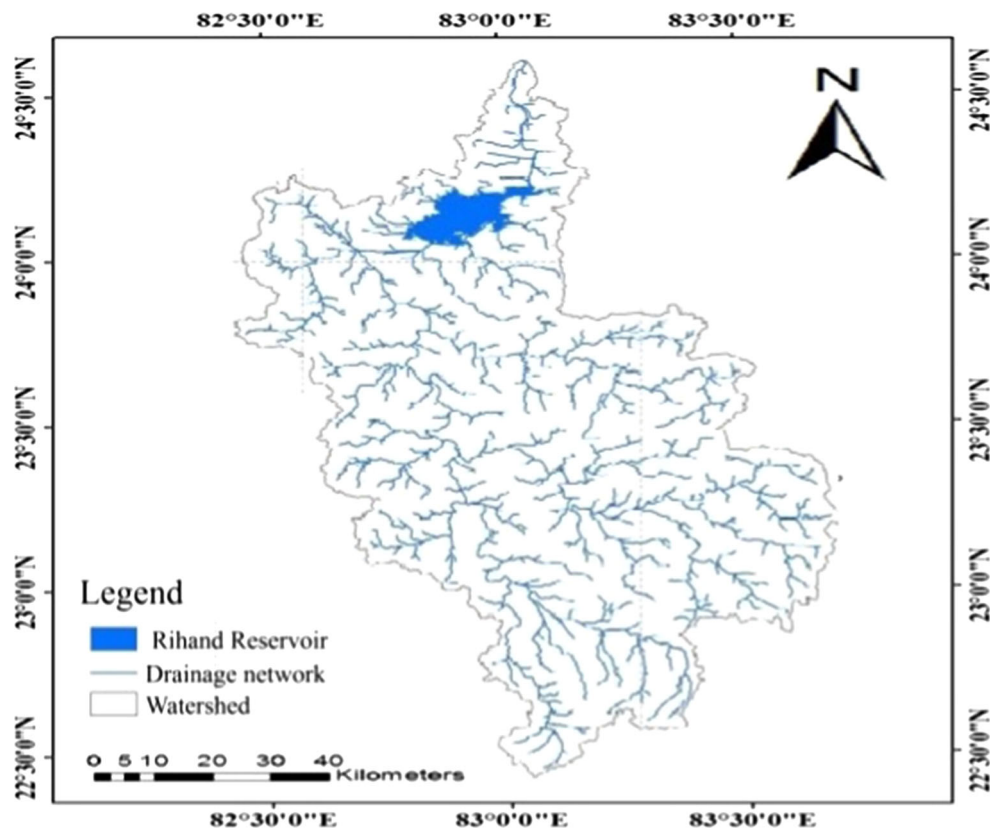 82°30'0"E 83°0'0"E 83°30'0"E
N
24°30'0"N 24°30'0"N
24°0'0"N 24°0'0"N
23°30'0"N 23°30'0"N
23°0'0"N 23°0'0"N
22°30'0"N 22°30'0"N
Legend
Rihand Reservoir
Drainage network
Watershed
0 5 10 20 30 40
Kilometers
82°30'0"E 83°0'0"E 83°30'0"E